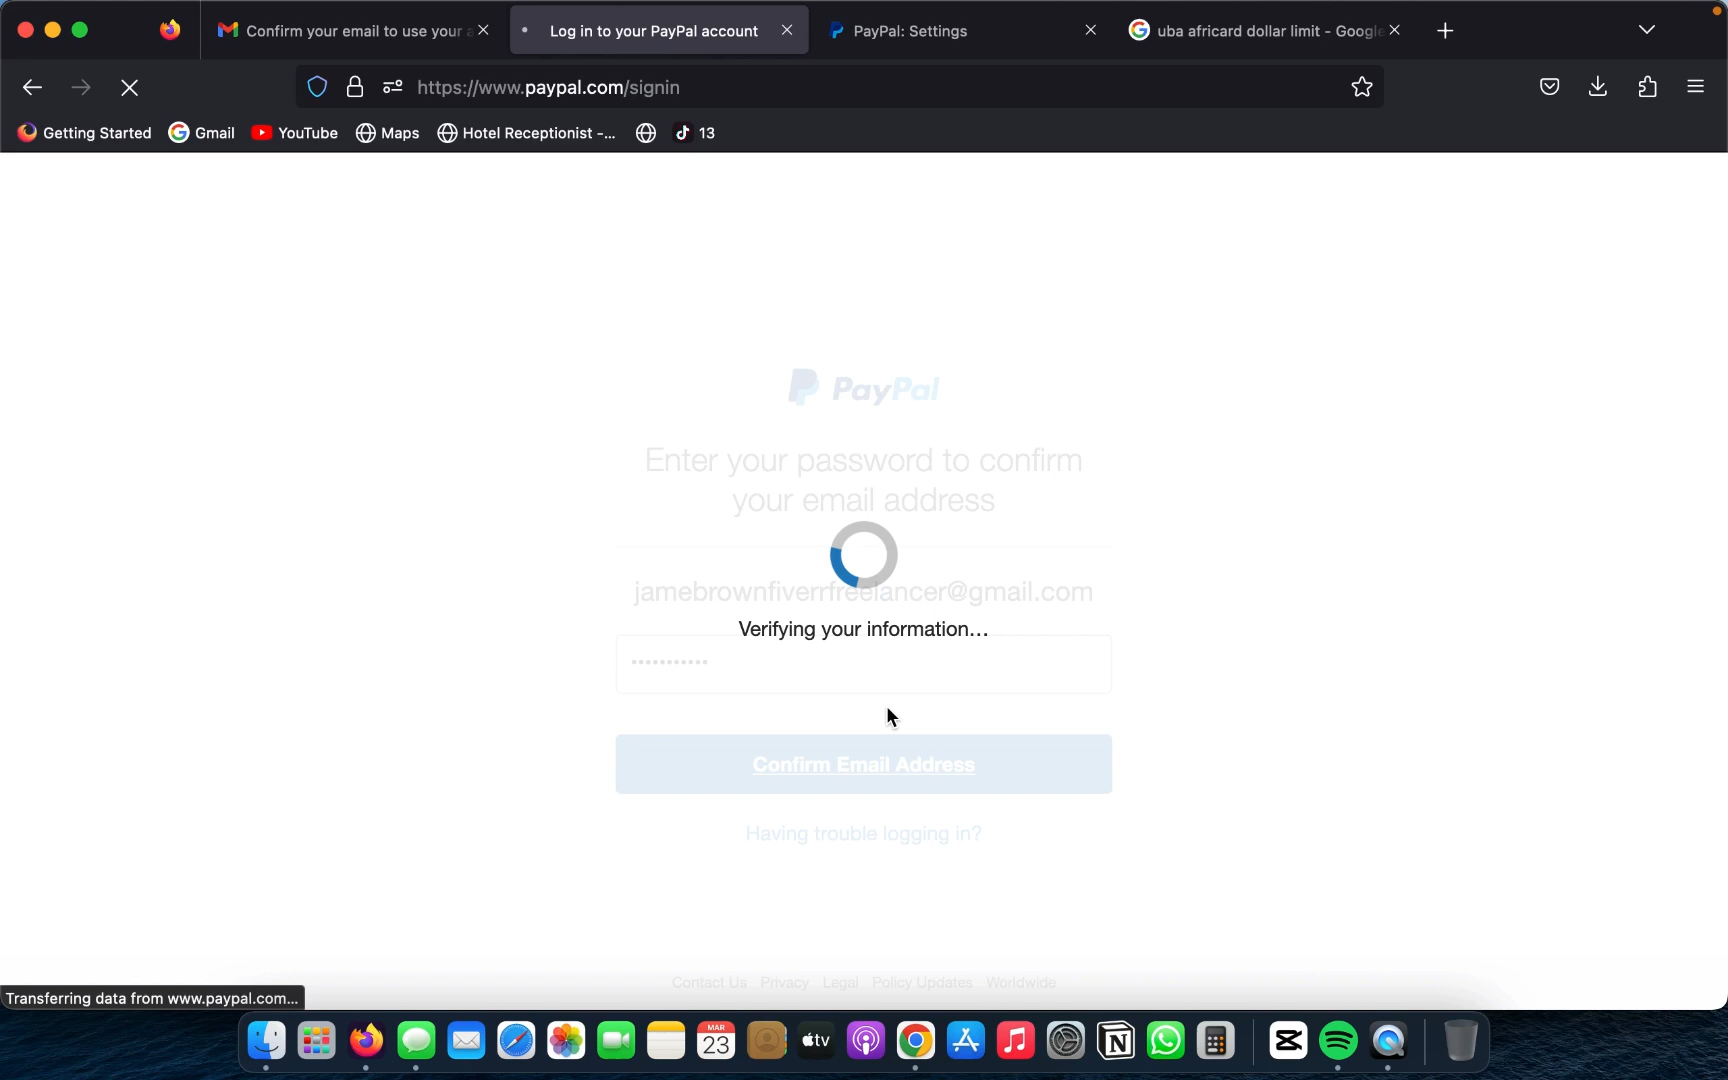 Confirm your email to use your a
Log in to your PayPal account
PayPal: Settings
uba africard dollar limit - Google
https://www.paypal.com/signin
Getting Started
Gmail
YouTube
Maps
Hotel Receptionist -...
13
PayPal
Enter your password to confirm
your email address
jamebrownfiverrfreelancer@gmail.com
Verifying your information...
Confirm Email Address
Having trouble logging in?
Contact Us Privacy Legal Policy Updates Worldwide
Transferring data from www.paypal.com...
MAR
23
tv